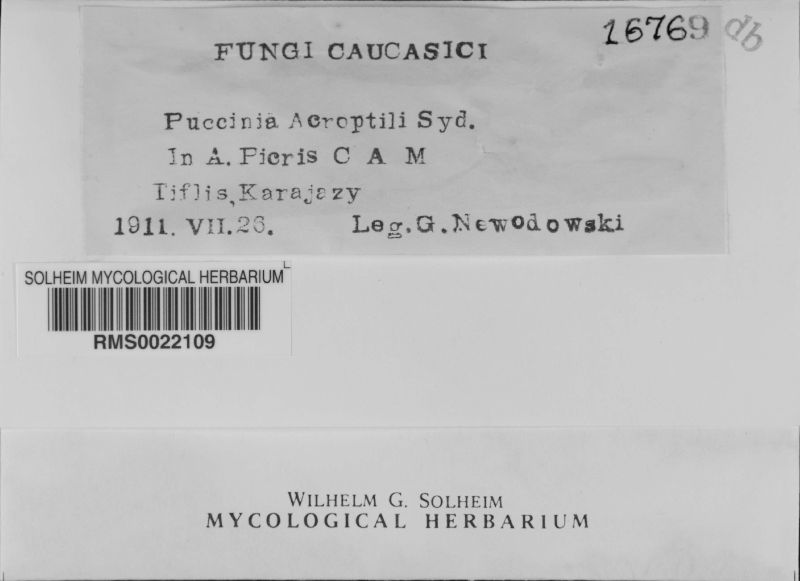 16769 db
FUNGI CAUCASICI
Puccinia Acroptili Syd.
In A. Picris C A M
Tiflis, Karajazy
1911. VII.26. Leg. G. Newodowski
SOLHEIM MYCOLOGICAL HERBARIUM
RMS0022109
WILHELM G. SOLHEIM
MYCOLOGICAL HERBARIUM